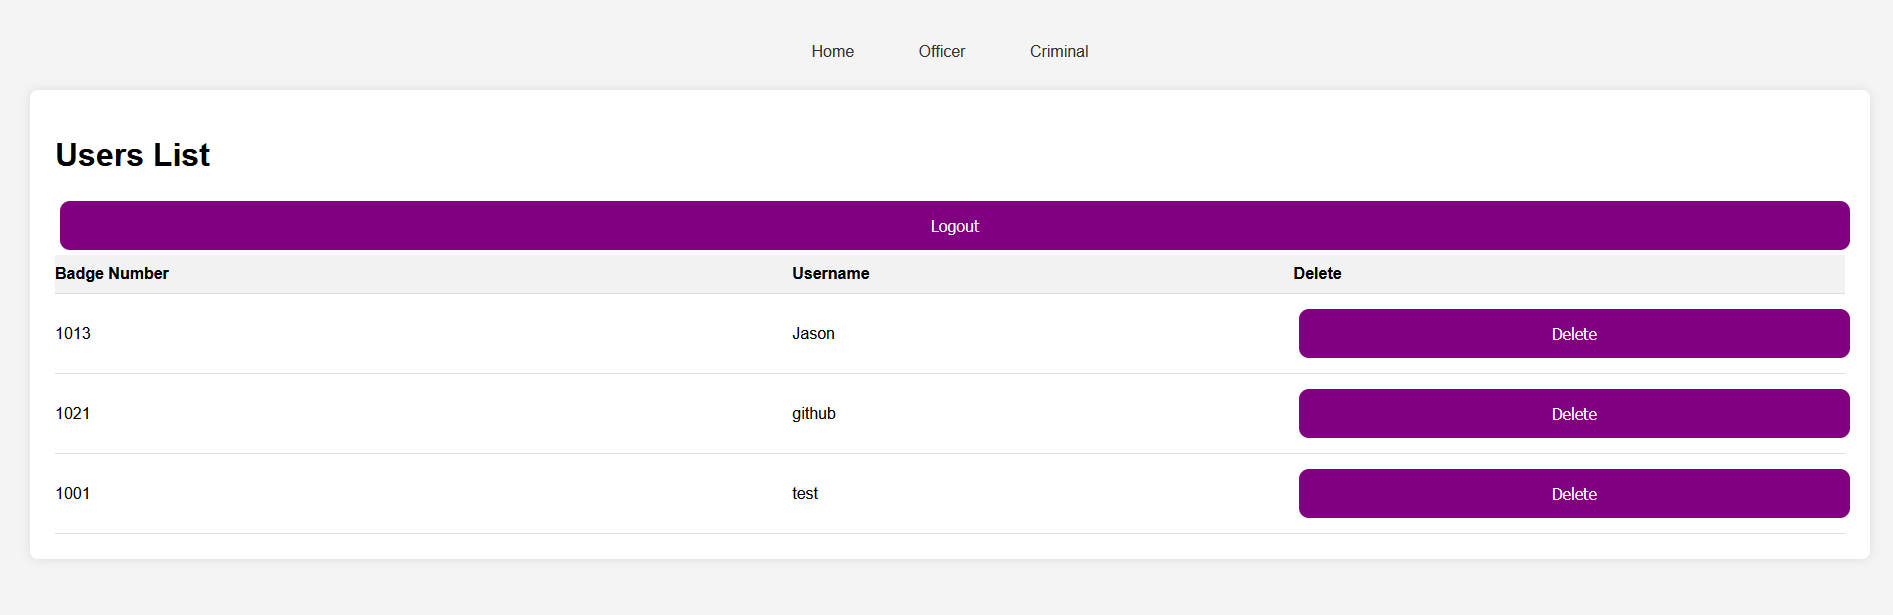 Home Officer Criminal
Users List
Logout
Badge Number Username Delete
1013 Jason Delete
1021 github Delete
1001 test Delete